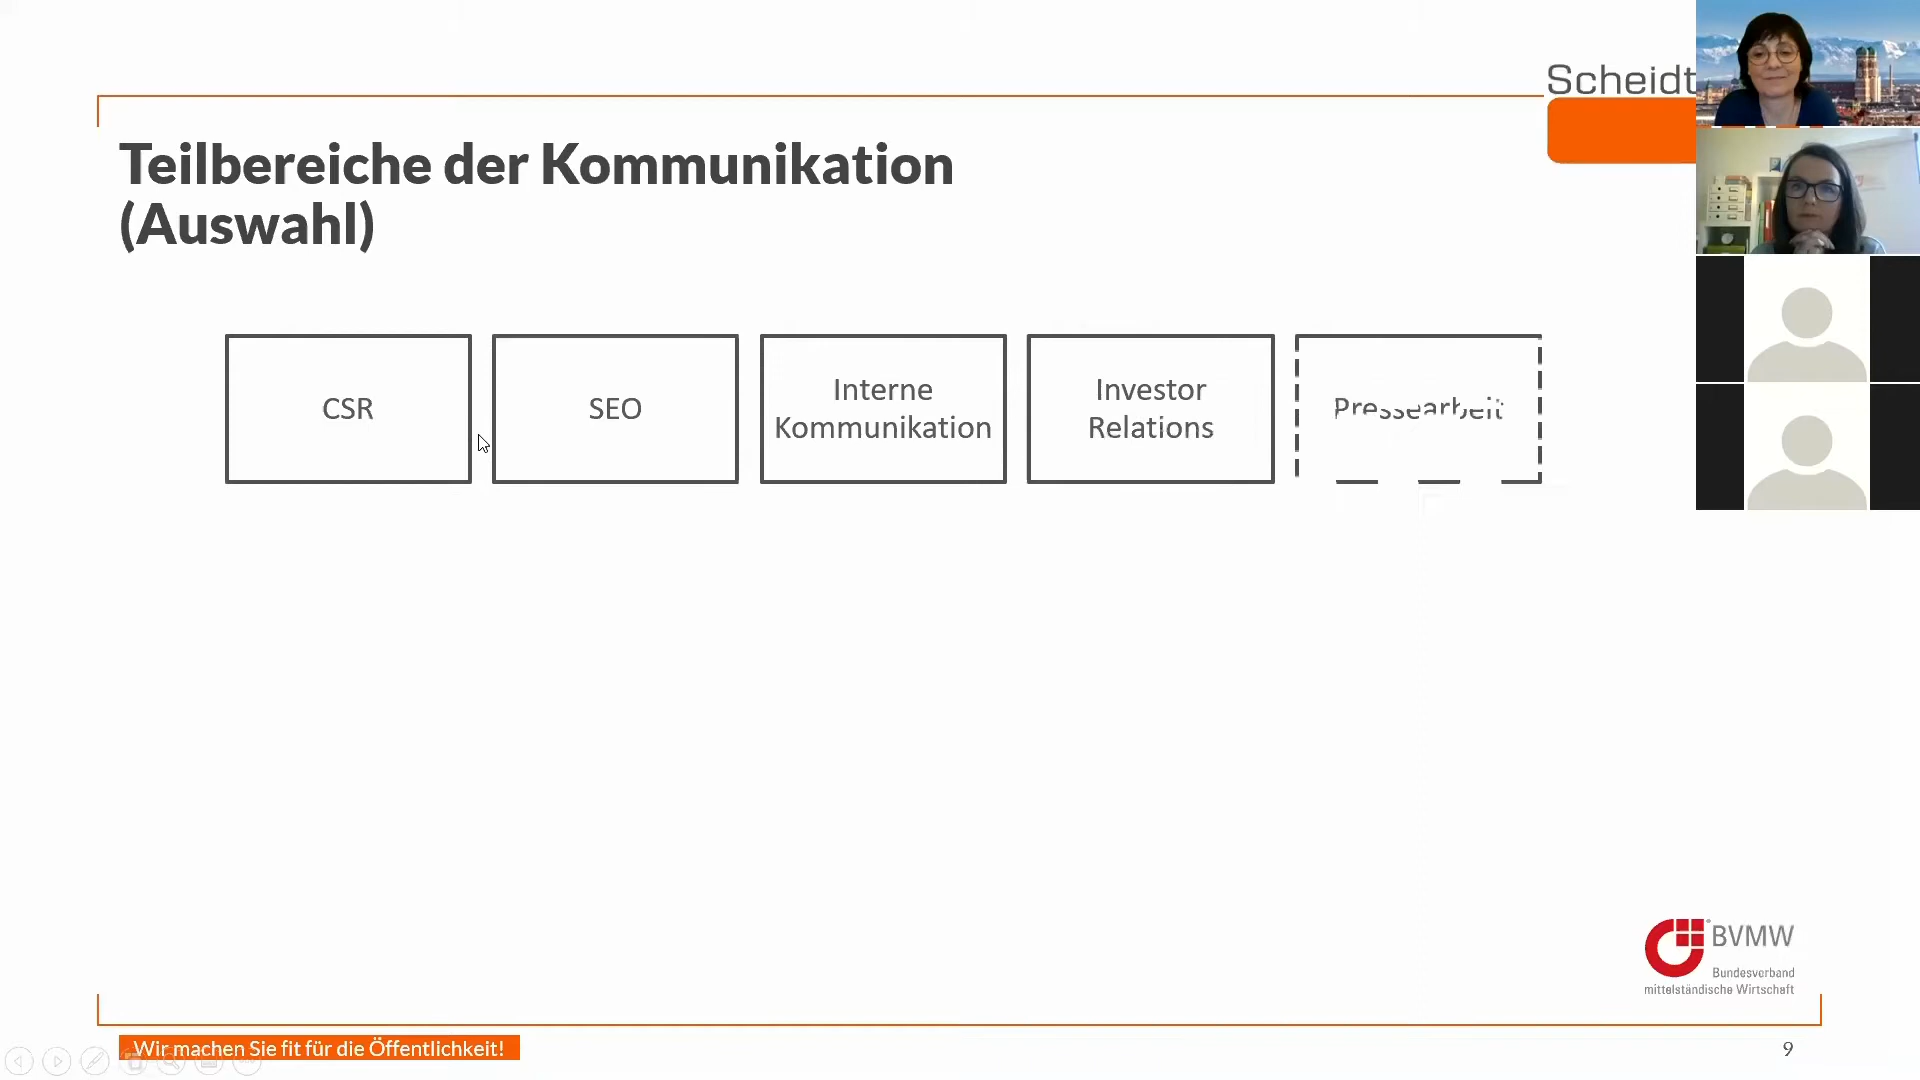 Scheidt
Teilbereiche der Kommunikation
(Auswahl)
CSR
SEO
Interne
Kommunikation
Investor
Relations
Pressearbeit
BVMW
Bundesverband
mittelständische Wirtschaft
Wir machen Sie fit für die Öffentlichkeit!
9